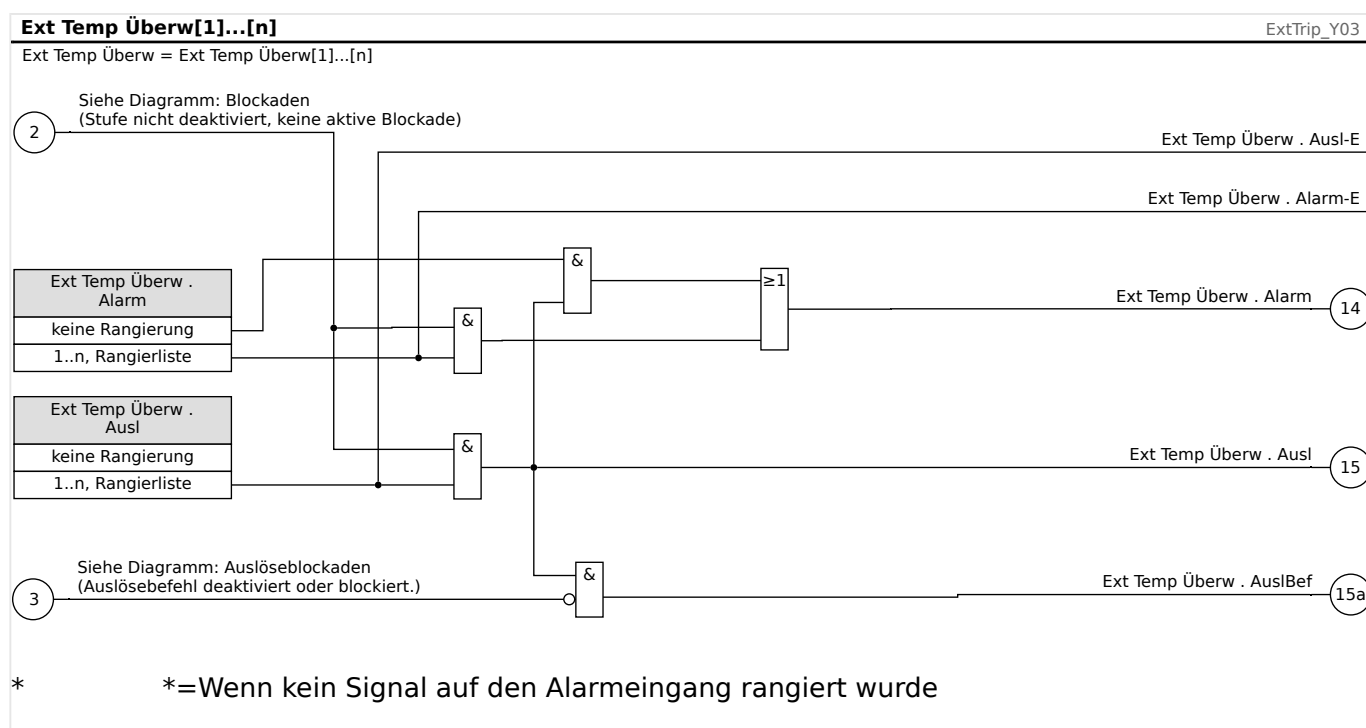 Ext Temp Überw[1]...[n]
ExtTrip_Y03
Ext Temp Überw = Ext Temp Überw[1]...[n]
Siehe Diagramm: Blockaden
(Stufe nicht deaktiviert, keine aktive Blockade)
2
Ext Temp Überw . Ausl-E
Ext Temp Überw . Alarm-E
&
Ext Temp Überw .
Alarm
≥1
Ext Temp Überw . Alarm
14
keine Rangierung
&
1..n, Rangierliste
Ext Temp Überw .
Ausl
keine Rangierung
&
Ext Temp Überw . Ausl
15
1..n, Rangierliste
Siehe Diagramm: Auslöseblockaden
(Auslösebefehl deaktiviert oder blockiert.)
3
&
Ext Temp Überw . AuslBef
15a
* *=Wenn kein Signal auf den Alarmeingang rangiert wurde